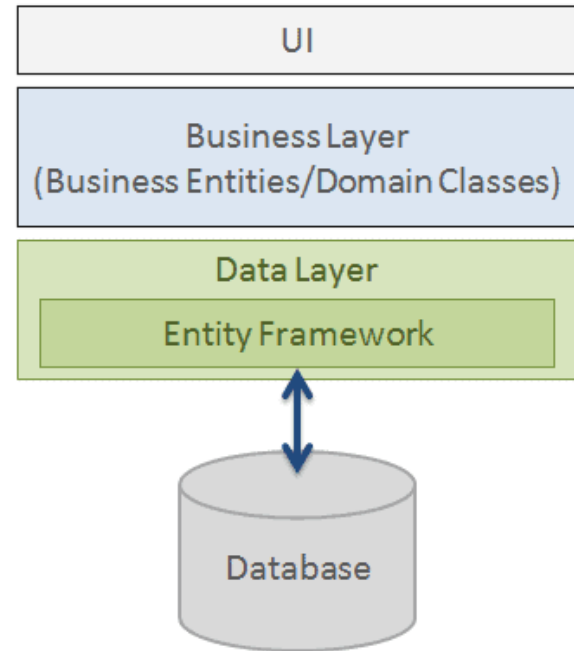 UI
Business Layer
(Business Entities/Domain Classes)
Data Layer
Entity Framework
Database